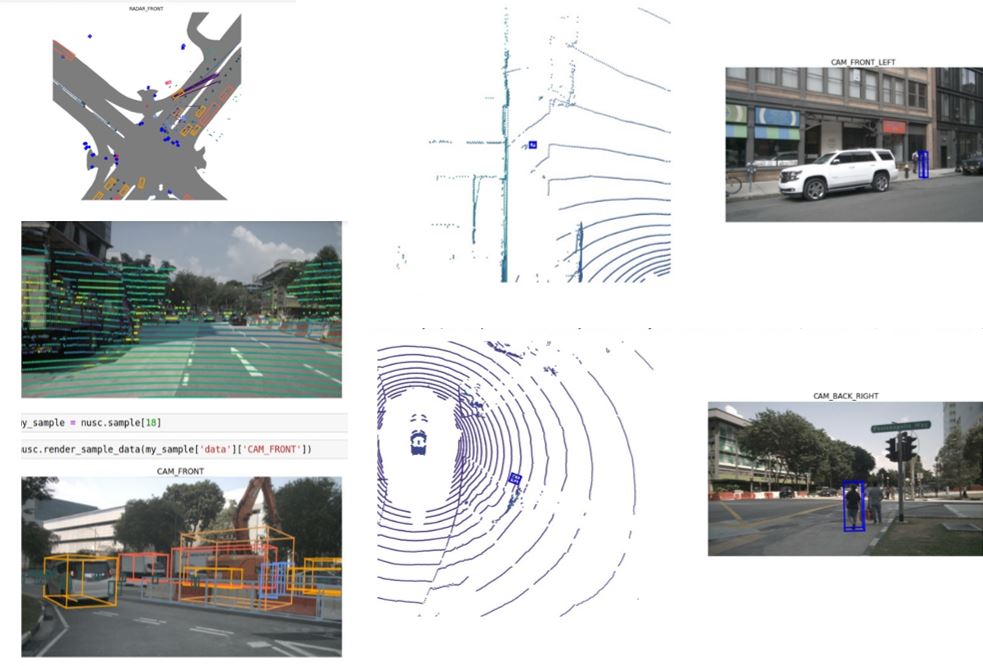 RADAR_FRONT
CAM_FRONT_LEFT
my_sample = nusc.sample[18]
nusc.render_sample_data(my_sample['data']['CAM_FRONT'])
CAM_FRONT
CAM_BACK_RIGHT